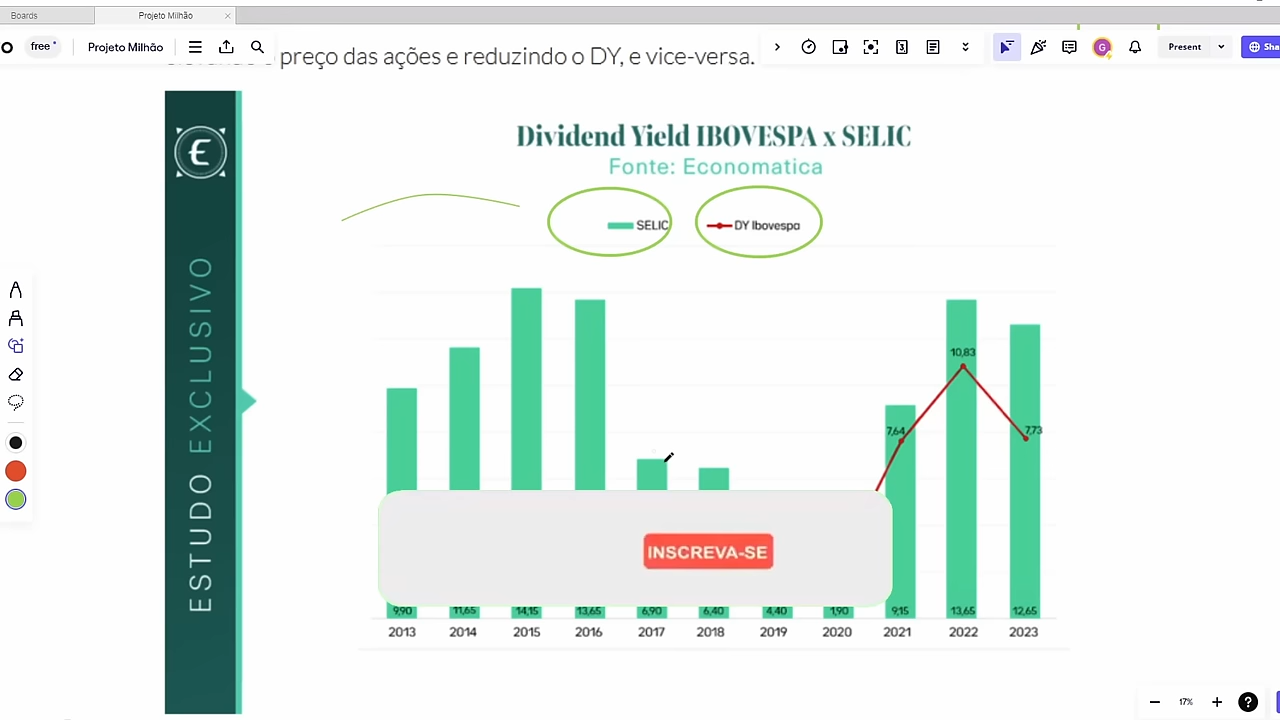 Boards
Projeto Milhão
free
Projeto Milhão
Present
preço das ações e reduzindo o DY, e vice-versa.
ESTUDO EXCLUSIVO
Dividend Yield IBOVESPA x SELIC
Fonte: Economatica
SELIC
DY Ibovespa
10,83
7,64
7,73
INSCREVA-SE
9,90 11,65 14,15 13,65 6,90 6,40 4,40 1,90 9,15 13,65 12,65
2013 2014 2015 2016 2017 2018 2019 2020 2021 2022 2023
17%